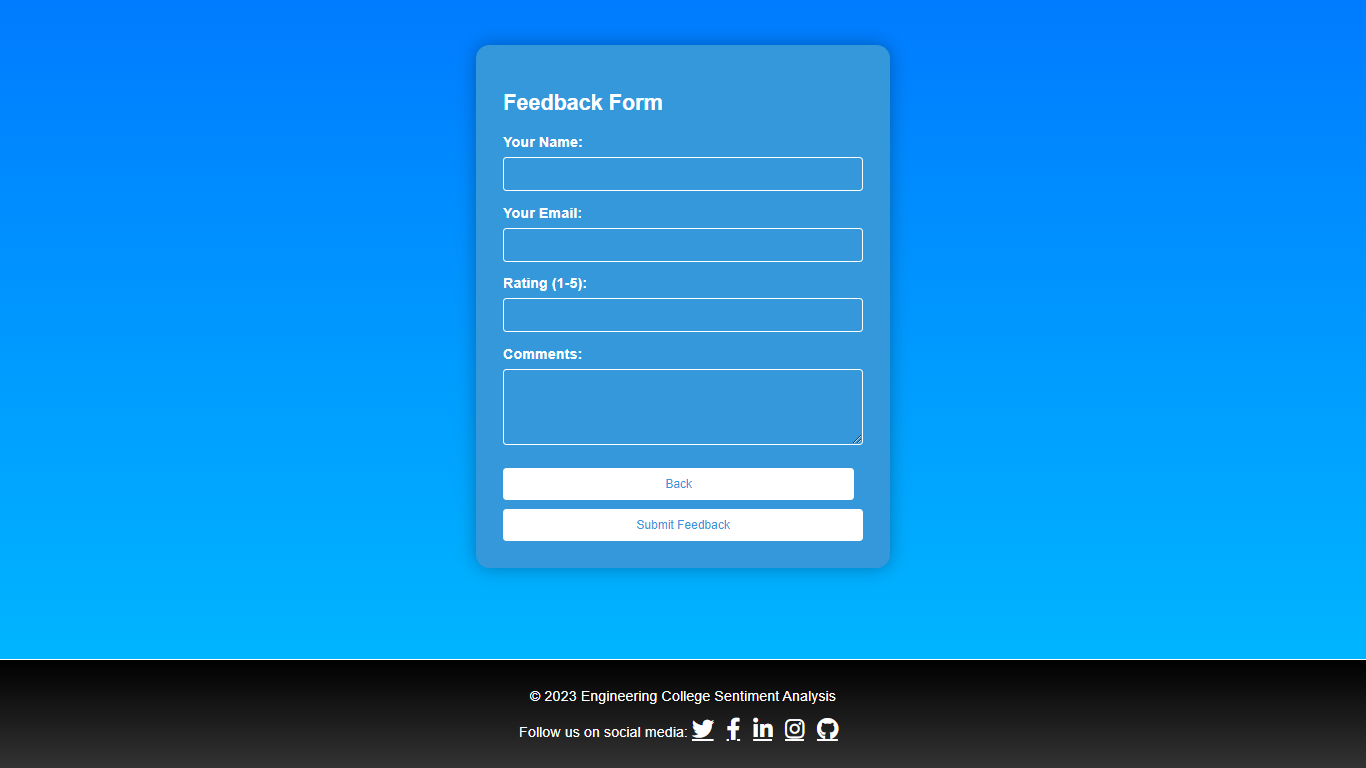 Feedback Form
Your Name:
Your Email:
Rating (1-5):
Comments:
Back
Submit Feedback
© 2023 Engineering College Sentiment Analysis
Follow us on social media: